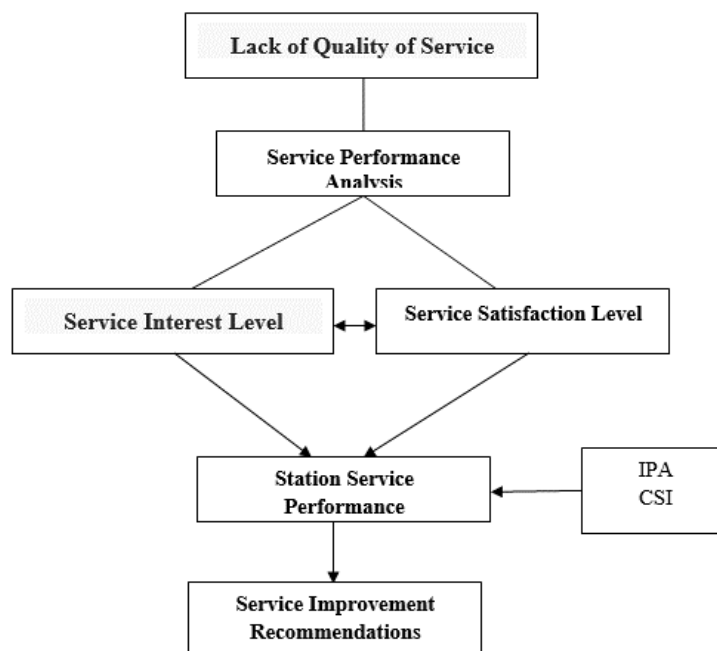 Lack of Quality of Service
Service Performance
Analysis
Service Interest Level
Service Satisfaction Level
Station Service
Performance
IPA
CSI
Service Improvement
Recommendations